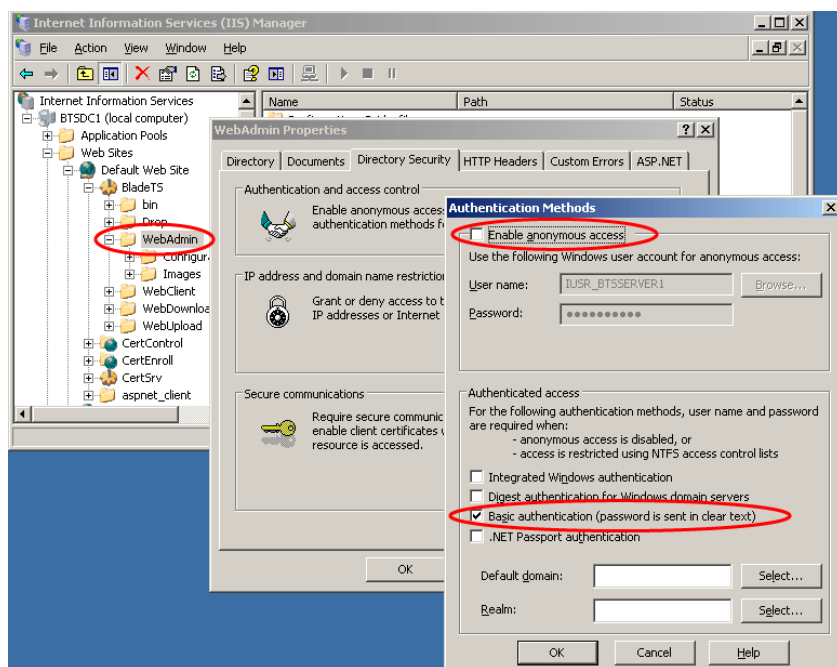 Internet Information Services (IIS) Manager
File Action View Window Help
Internet Information Services
BTSDC1 (local computer)
Application Pools
Web Sites
Default Web Site
BladeTS
bin
Drop
WebAdmin
Configura
Images
WebClient
WebDownloa
WebUpload
CertControl
CertEnroll
CertSrv
aspnet_client
Name Path Status
WebAdmin Properties
Directory Documents Directory Security HTTP Headers Custom Errors ASP.NET
Authentication and access control
Enable anonymous access
authentication methods f
IP address and domain name restriction
Grant or deny access to t
IP addresses or Internet
Secure communications
Require secure communic
enable client certificates
resource is accessed.
OK
Authentication Methods
Enable anonymous access
Use the following Windows user account for anonymous access:
User name: IUSR_BTSSERVER1 Browse...
Password: ●●●●●●●●●●
Authenticated access
For the following authentication methods, user name and password
are required when:
- anonymous access is disabled, or
- access is restricted using NTFS access control lists
Integrated Windows authentication
Digest authentication for Windows domain servers
Basic authentication (password is sent in clear text)
.NET Passport authentication
Default domain: Select...
Realm: Select...
OK Cancel Help